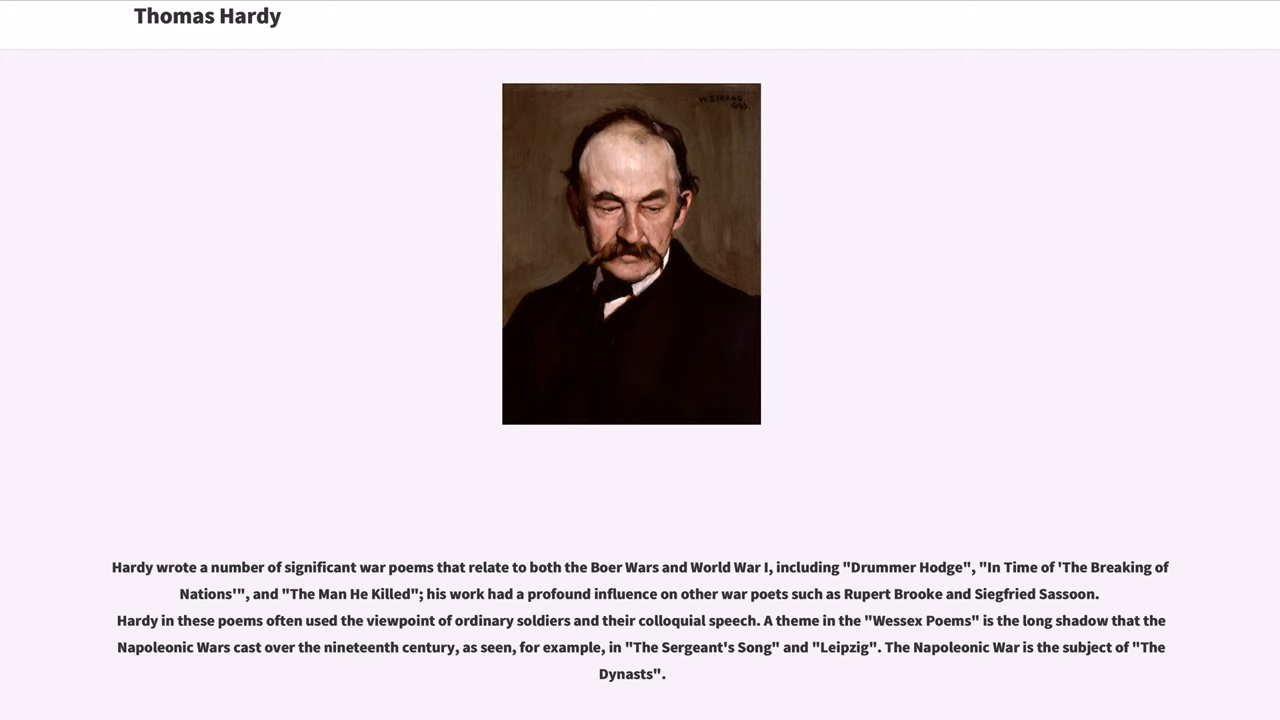 Thomas Hardy
W. STRANG
Hardy wrote a number of significant war poems that relate to both the Boer Wars and World War I, including "Drummer Hodge", "In Time of 'The Breaking of
Nations'", and "The Man He Killed"; his work had a profound influence on other war poets such as Rupert Brooke and Siegfried Sassoon.
Hardy in these poems often used the viewpoint of ordinary soldiers and their colloquial speech. A theme in the "Wessex Poems" is the long shadow that the
Napoleonic Wars cast over the nineteenth century, as seen, for example, in "The Sergeant's Song" and "Leipzig". The Napoleonic War is the subject of "The
Dynasts".